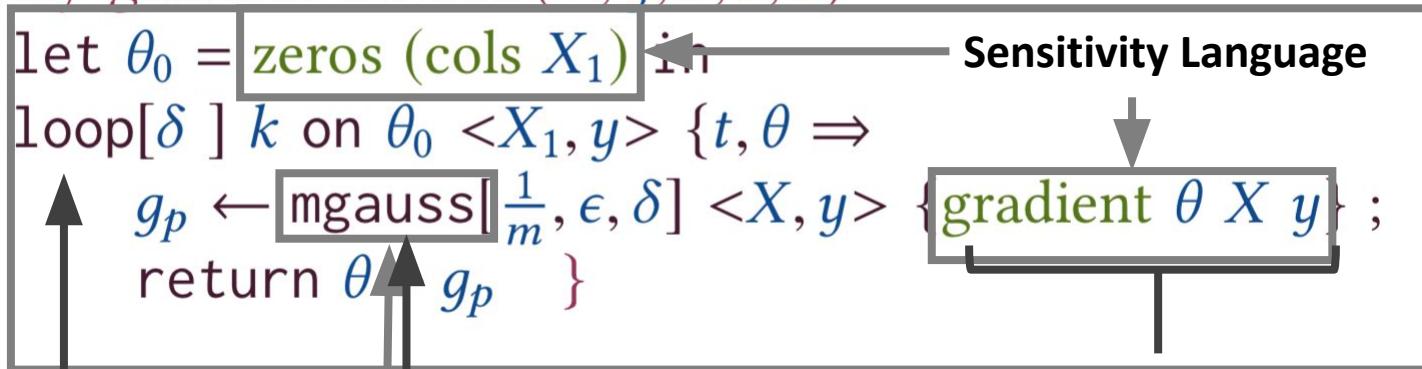 let θ₀ = zeros (cols X₁) in
Sensitivity Language
loop[δ ] k on θ₀ <X₁, y> {t, θ ⇒
gₚ ← mgauss[1/m, ϵ, δ] <X, y> {gradient θ X y} ;
return θ gₚ }